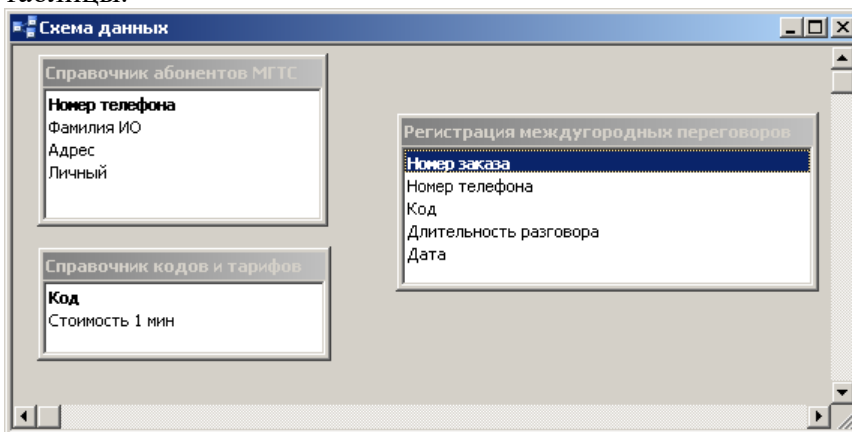 таблицы.
Схема данных
Справочник абонентов МГТС
Номер телефона
Фамилия ИО
Адрес
Личный
Регистрация междугородных переговоров
Номер заказа
Номер телефона
Код
Длительность разговора
Дата
Справочник кодов и тарифов
Код
Стоимость 1 мин